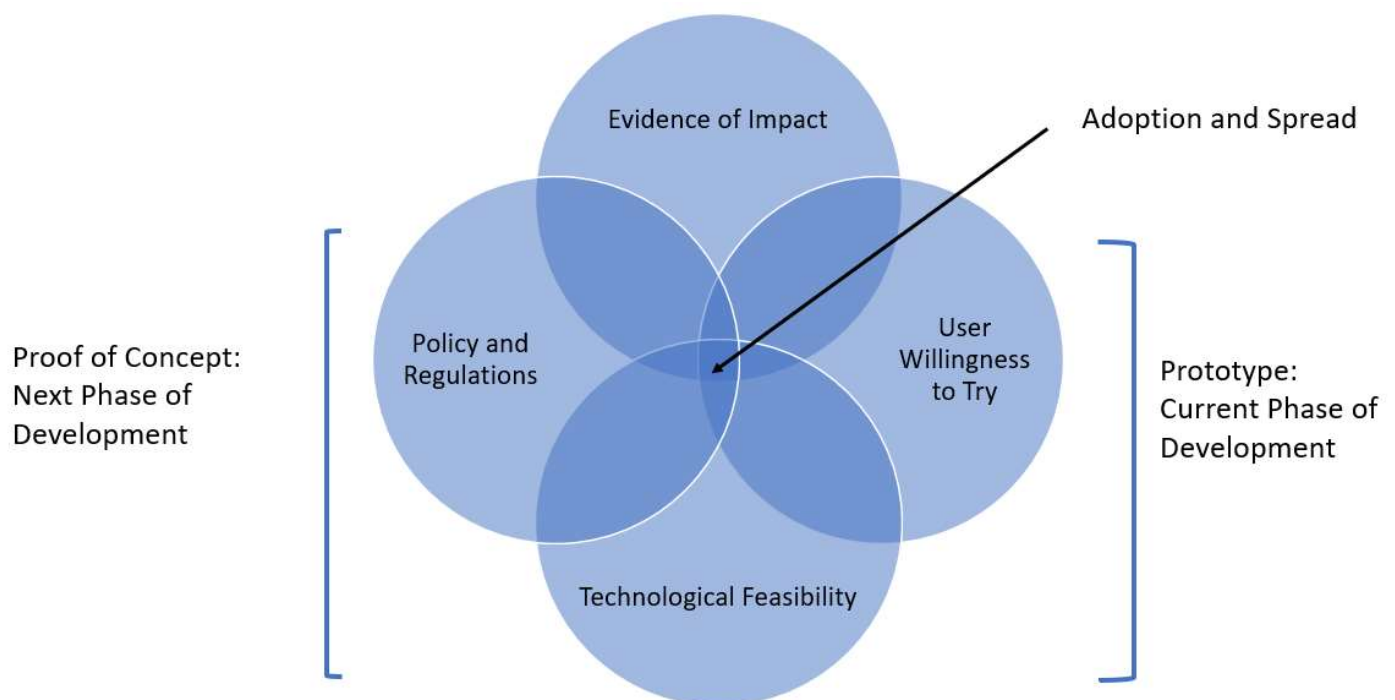 Evidence of Impact
Adoption and Spread
Policy and
Regulations
User
Willingness
to Try
Proof of Concept:
Next Phase of
Development
Prototype:
Current Phase of
Development
Technological Feasibility